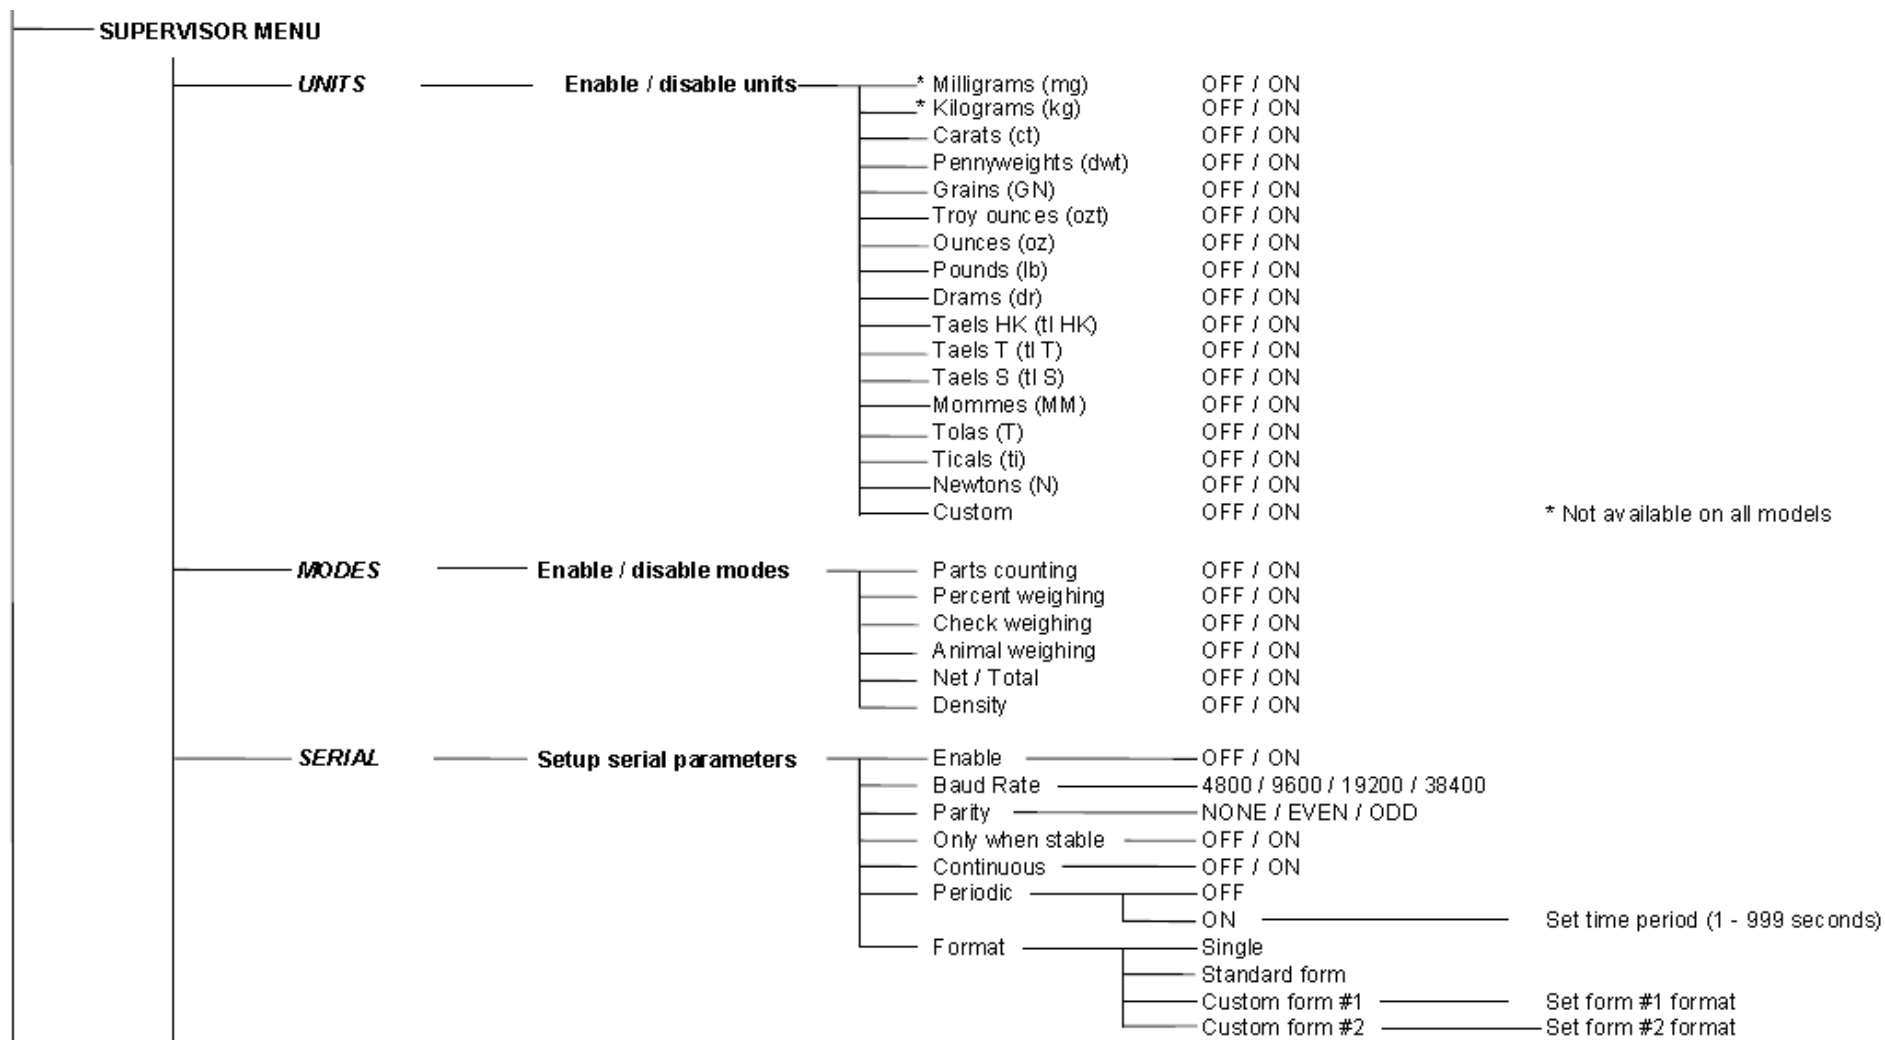 SUPERVISOR MENU
UNITS Enable / disable units * Milligrams (mg) OFF / ON
* Kilograms (kg) OFF / ON
Carats (ct) OFF / ON
Pennyweights (dwt) OFF / ON
Grains (GN) OFF / ON
Troy ounces (ozt) OFF / ON
Ounces (oz) OFF / ON
Pounds (lb) OFF / ON
Drams (dr) OFF / ON
Taels HK (tl HK) OFF / ON
Taels T (tl T) OFF / ON
Taels S (tl S) OFF / ON
Mommes (MM) OFF / ON
Tolas (T) OFF / ON
Ticals (ti) OFF / ON
Newtons (N) OFF / ON
Custom OFF / ON * Not available on all models
MODES Enable / disable modes Parts counting OFF / ON
Percent weighing OFF / ON
Check weighing OFF / ON
Animal weighing OFF / ON
Net / Total OFF / ON
Density OFF / ON
SERIAL Setup serial parameters Enable OFF / ON
Baud Rate 4800 / 9600 / 19200 / 38400
Parity NONE / EVEN / ODD
Only when stable OFF / ON
Continuous OFF / ON
Periodic OFF
ON Set time period (1 - 999 seconds)
Format Single
Standard form
Custom form #1 Set form #1 format
Custom form #2 Set form #2 format